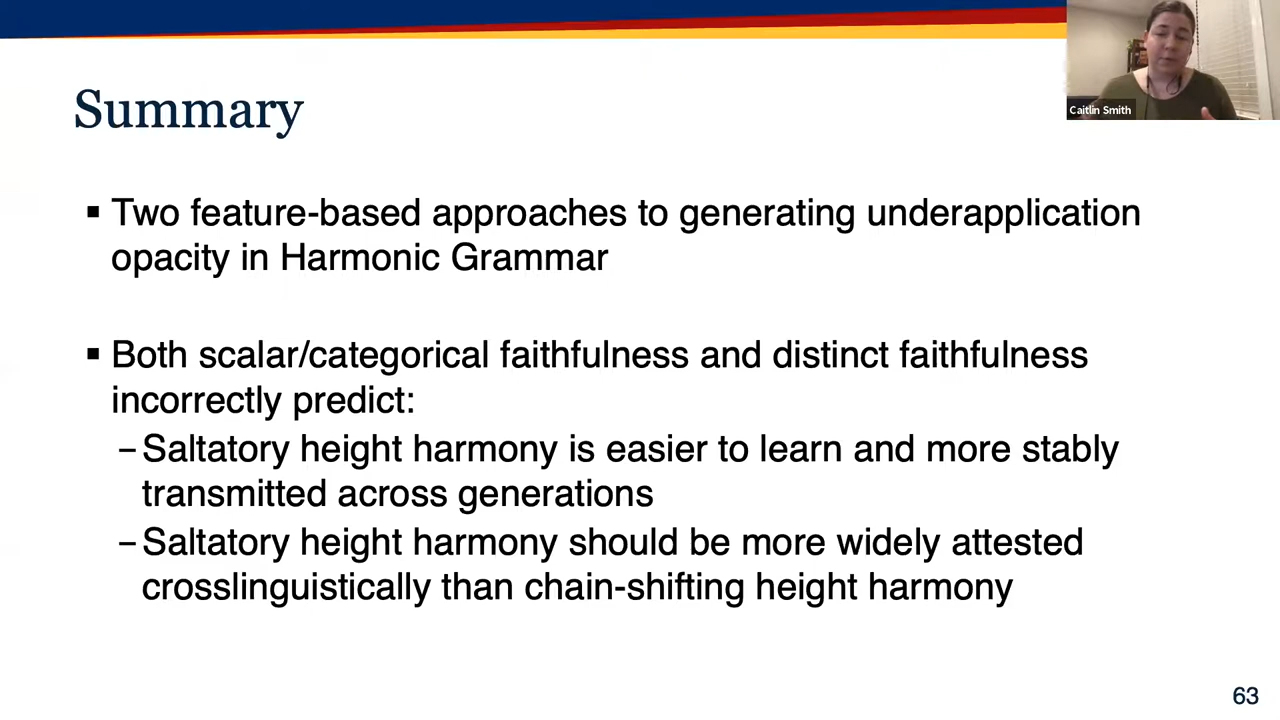 Caitlin Smith
Summary
▪ Two feature-based approaches to generating underapplication
opacity in Harmonic Grammar
▪ Both scalar/categorical faithfulness and distinct faithfulness
incorrectly predict:
–Saltatory height harmony is easier to learn and more stably
transmitted across generations
–Saltatory height harmony should be more widely attested
crosslinguistically than chain-shifting height harmony
63